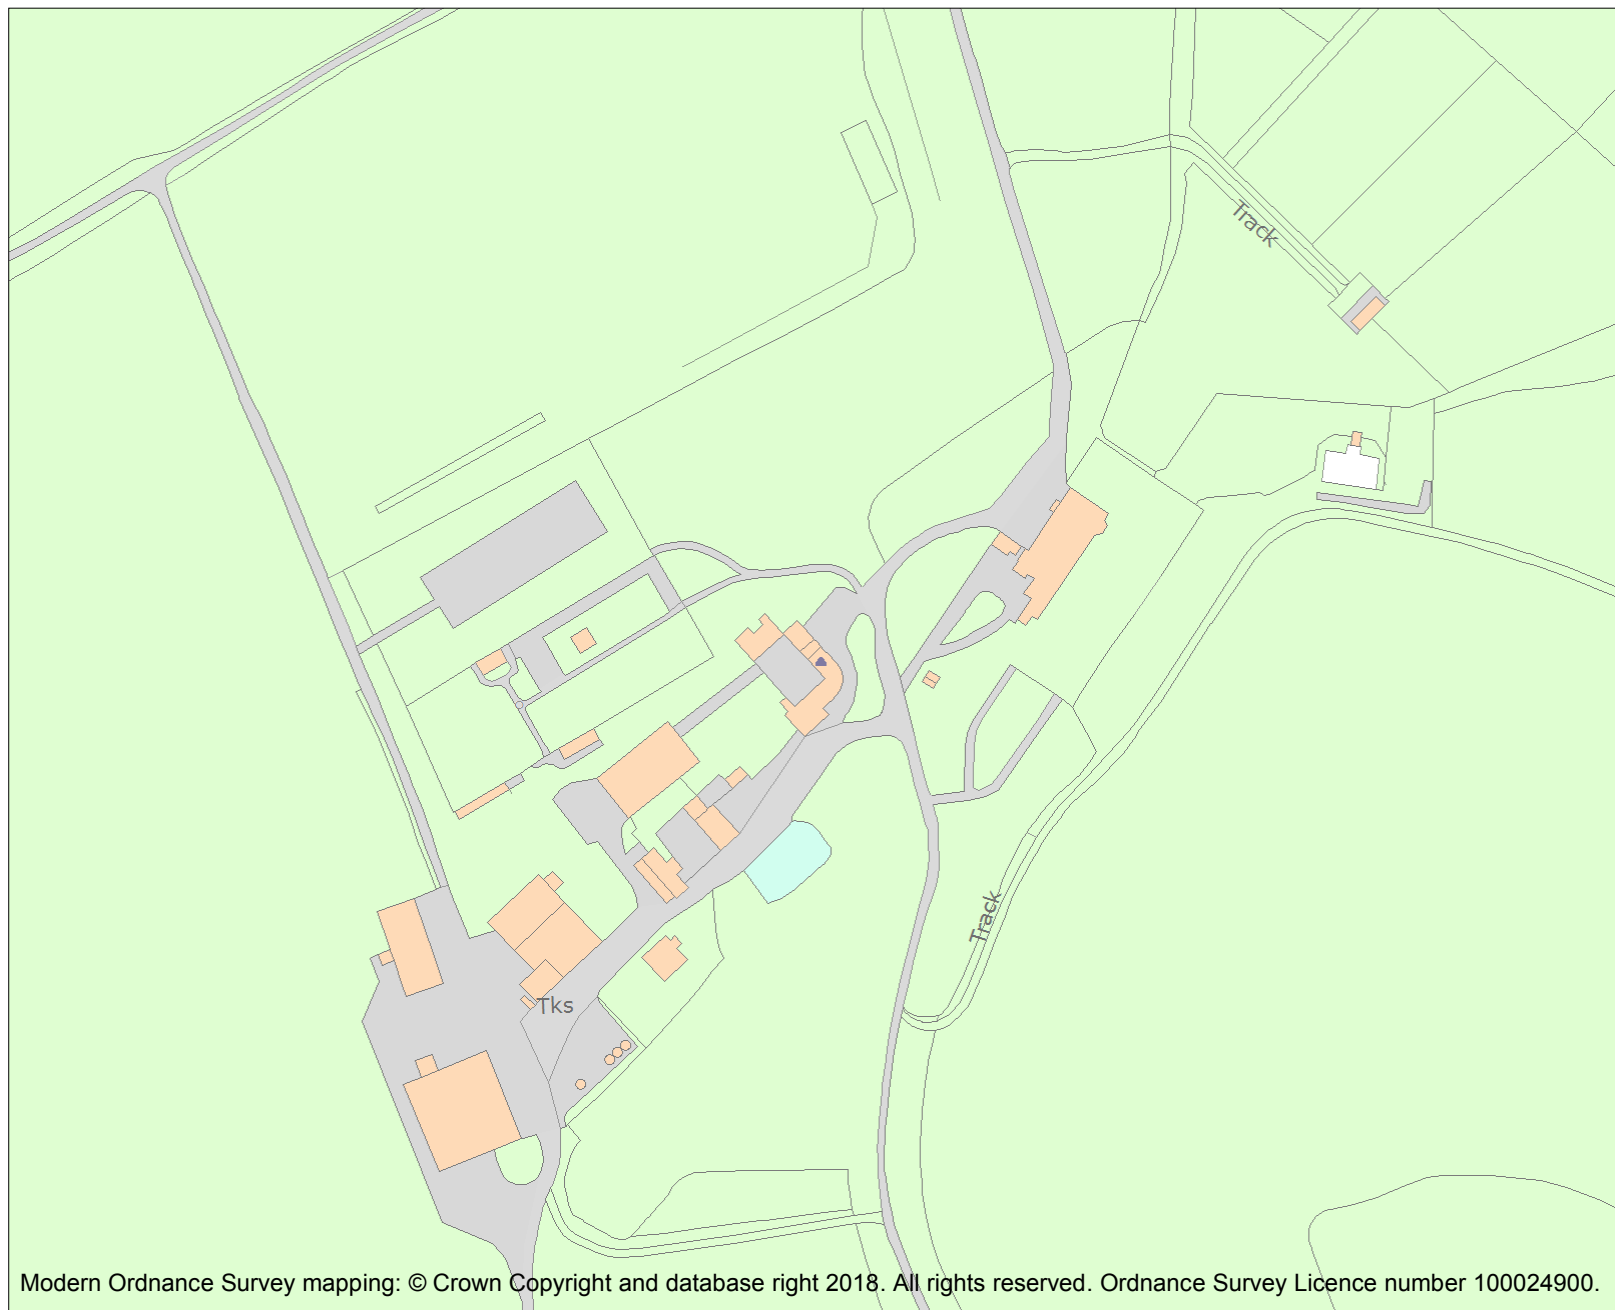 Track
Track
Tks
Modern Ordnance Survey mapping: © Crown Copyright and database right 2018. All rights reserved. Ordnance Survey Licence number 100024900.